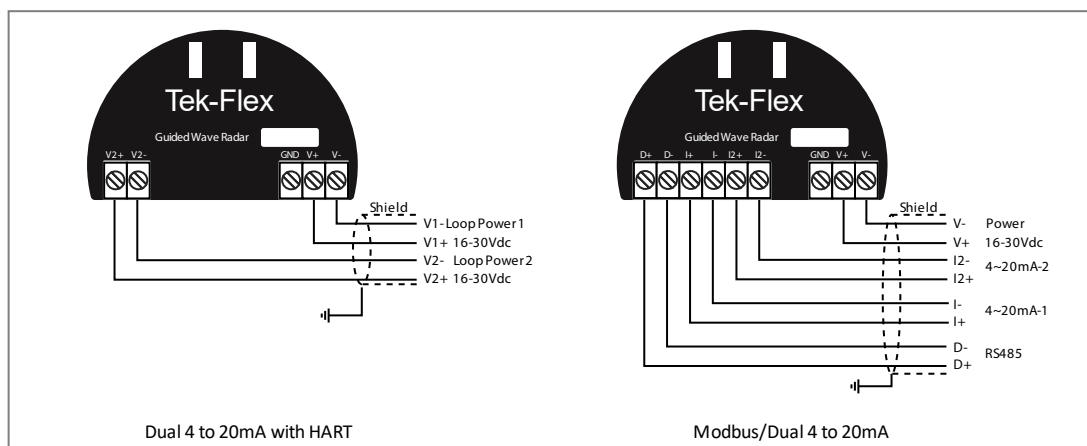 Tek-Flex
Guided Wave Radar
V2+ V2- GND V+ V-
Shield
V1- Loop Power 1
V1+ 16-30Vdc
V2- Loop Power 2
V2+ 16-30Vdc
Dual 4 to 20mA with HART
Tek-Flex
Guided Wave Radar
D+ D- I+ I- I2+ I2- GND V+ V-
Shield
V- Power
V+ 16-30Vdc
I2- 4~20mA-2
I2+
I- 4~20mA-1
I+
D- RS485
D+
Modbus/Dual 4 to 20mA